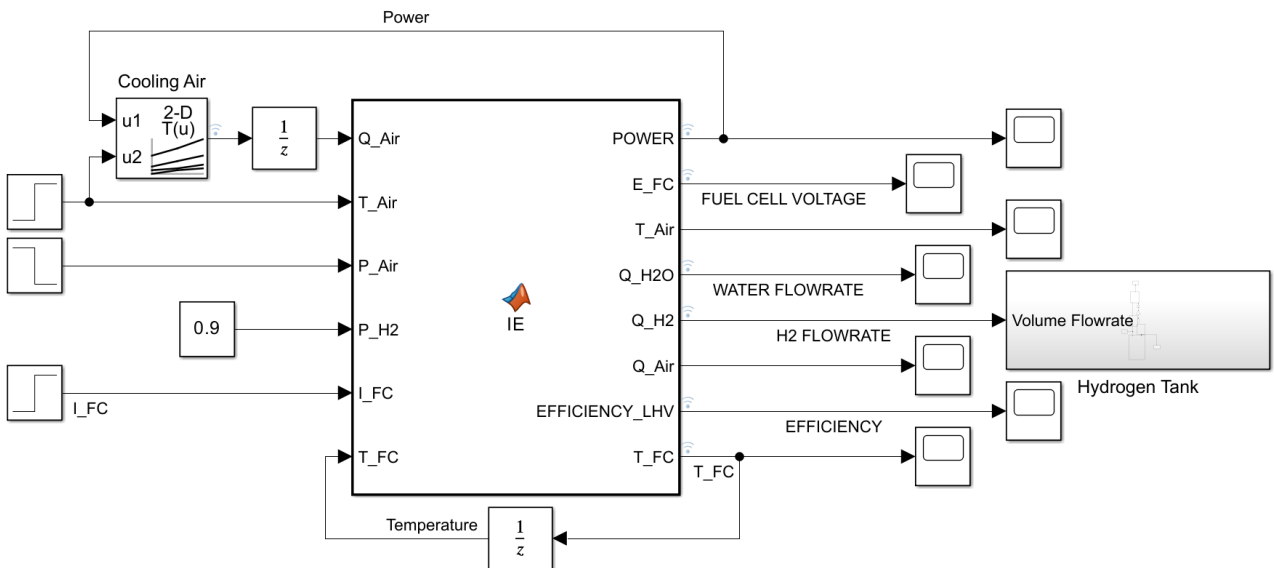 Power
Cooling Air
u1
u2
2-D
T(u)
1
z
Q_Air
T_Air
P_Air
0.9
P_H2
I_FC
I_FC
T_FC
IE
POWER
E_FC
FUEL CELL VOLTAGE
T_Air
Q_H2O
WATER FLOWRATE
Q_H2
H2 FLOWRATE
Volume Flowrate
Hydrogen Tank
Q_Air
EFFICIENCY_LHV
EFFICIENCY
T_FC
T_FC
Temperature
1
z